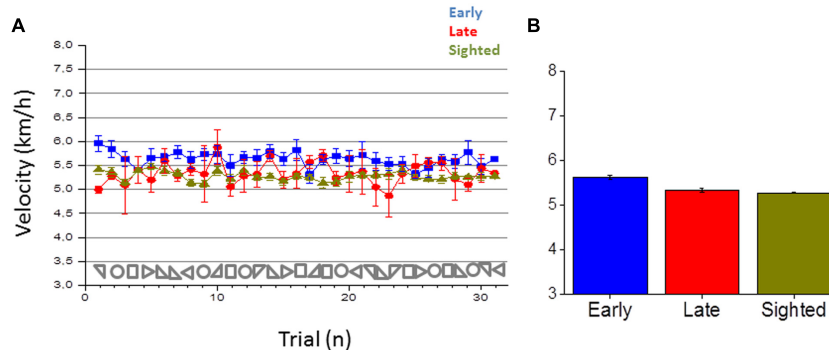 A
Early
Late
Sighted
Velocity (km/h)
8.0
7.5
7.0
6.5
6.0
5.5
5.0
4.5
4.0
3.5
3.0
0
10
20
30
Trial (n)
B
8
7
6
5
4
3
Early
Late
Sighted